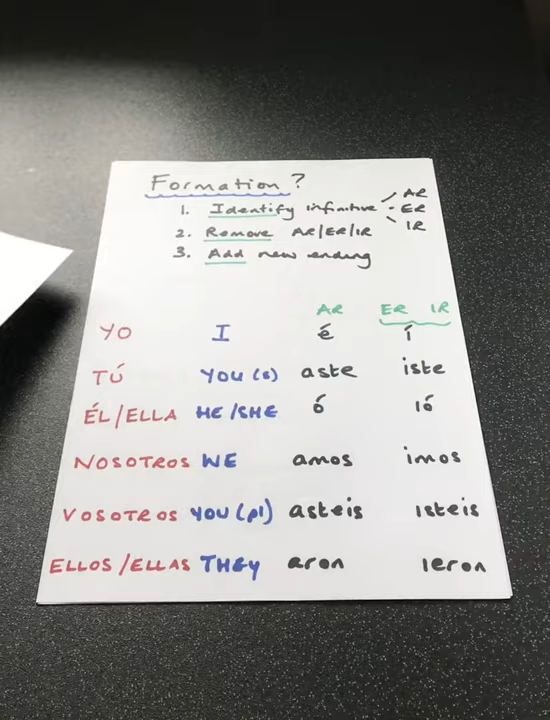 Formation?
1. Identify infinitive AR
ER
IR
2. Remove AR/ER/IR
3. Add new ending
AR ER IR
YO I é í
TÚ YOU (s) aste iste
ÉL/ELLA HE/SHE ó ió
NOSOTROS WE amos imos
VOSOTROS YOU (pl) asteis isteis
ELLOS/ELLAS THEY aron ieron